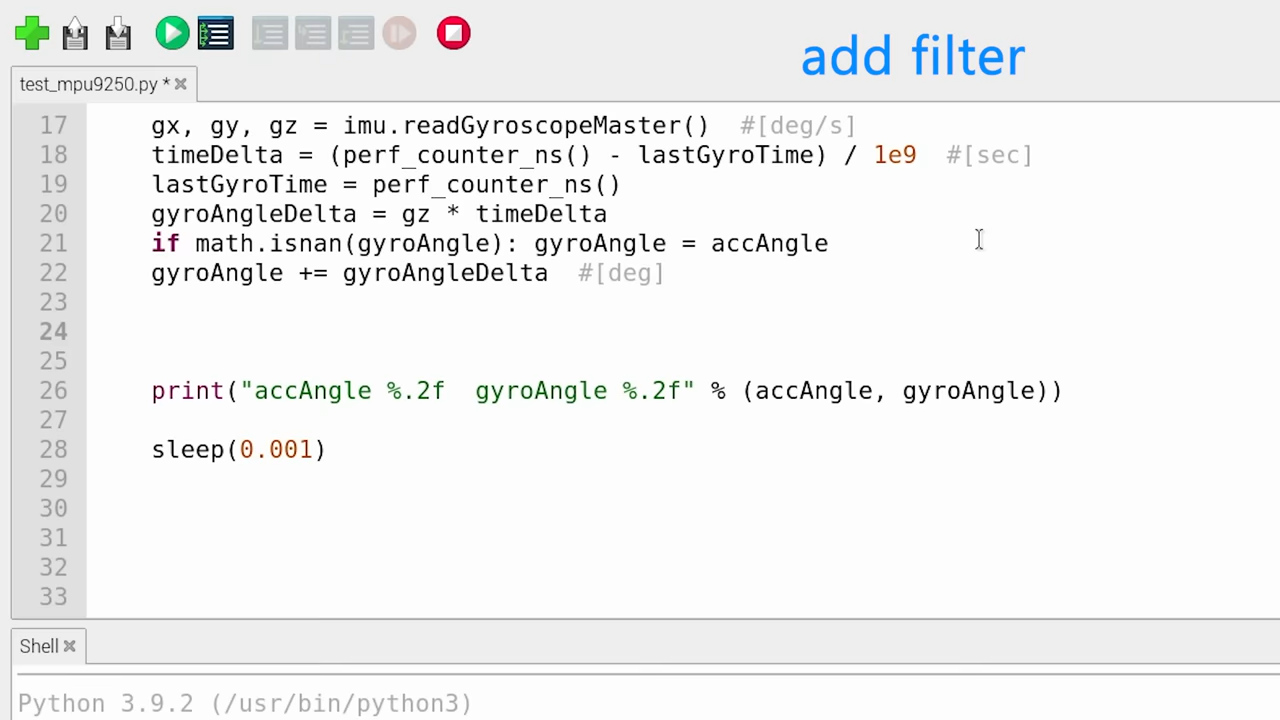 add filter
test_mpu9250.py *
17 gx, gy, gz = imu.readGyroscopeMaster()  #[deg/s]
18 timeDelta = (perf_counter_ns() - lastGyroTime) / 1e9  #[sec]
19 lastGyroTime = perf_counter_ns()
20 gyroAngleDelta = gz * timeDelta
21 if math.isnan(gyroAngle): gyroAngle = accAngle
22 gyroAngle += gyroAngleDelta  #[deg]
23
24
25
26 print("accAngle %.2f  gyroAngle %.2f" % (accAngle, gyroAngle))
27
28 sleep(0.001)
29
30
31
32
33
Shell
Python 3.9.2 (/usr/bin/python3)